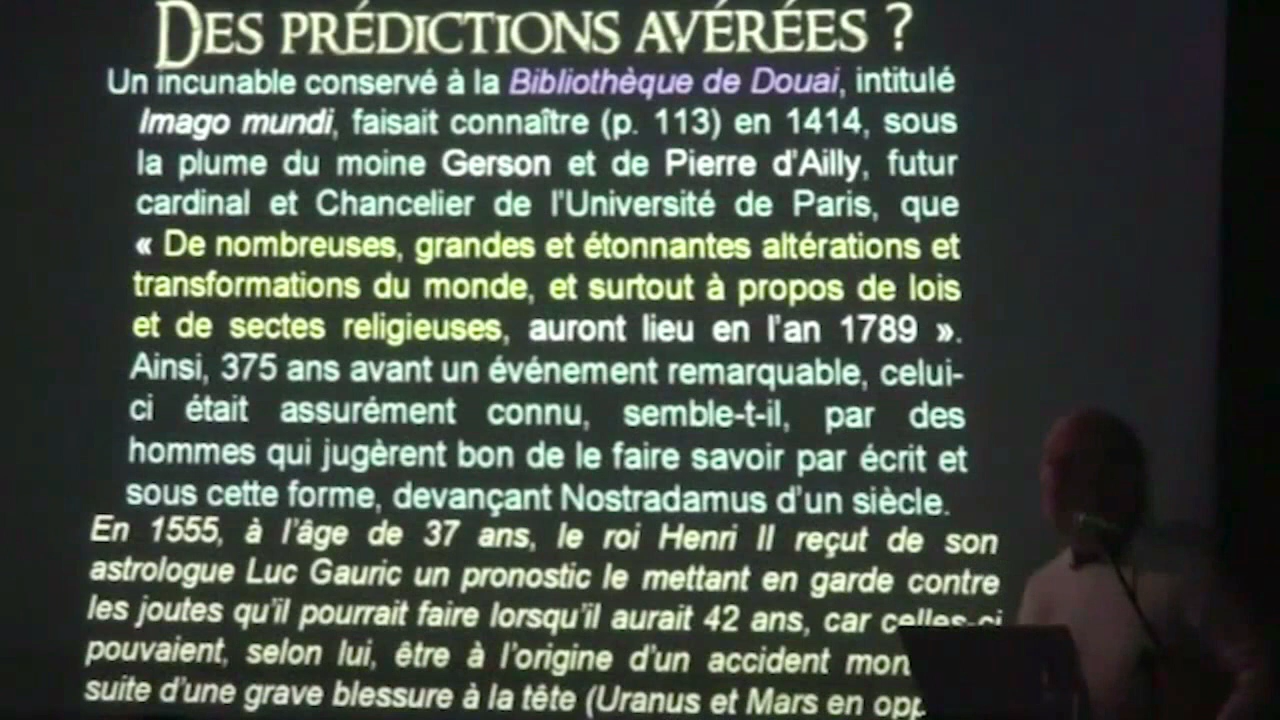 DES PRÉDICTIONS AVÉRÉES ?
Un incunable conservé à la Bibliothèque de Douai, intitulé
Imago mundi, faisait connaître (p. 113) en 1414, sous
la plume du moine Gerson et de Pierre d'Ailly, futur
cardinal et Chancelier de l'Université de Paris, que
« De nombreuses, grandes et étonnantes altérations et
transformations du monde, et surtout à propos de lois
et de sectes religieuses, auront lieu en l'an 1789 ».
Ainsi, 375 ans avant un événement remarquable, celui-
ci était assurément connu, semble-t-il, par des
hommes qui jugèrent bon de le faire savoir par écrit et
sous cette forme, devançant Nostradamus d'un siècle.
En 1555, à l'âge de 37 ans, le roi Henri II reçut de son
astrologue Luc Gauric un pronostic le mettant en garde contre
les joutes qu'il pourrait faire lorsqu'il aurait 42 ans, car celles-ci
pouvaient, selon lui, être à l'origine d'un accident
suite d'une grave blessure à la tête (Uranus et Mars en